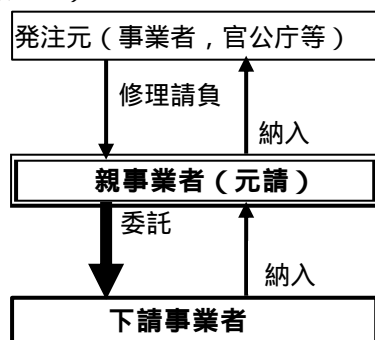 発注元（事業者，官公庁等）
修理請負
納入
親事業者（元請）
委託
納入
下請事業者